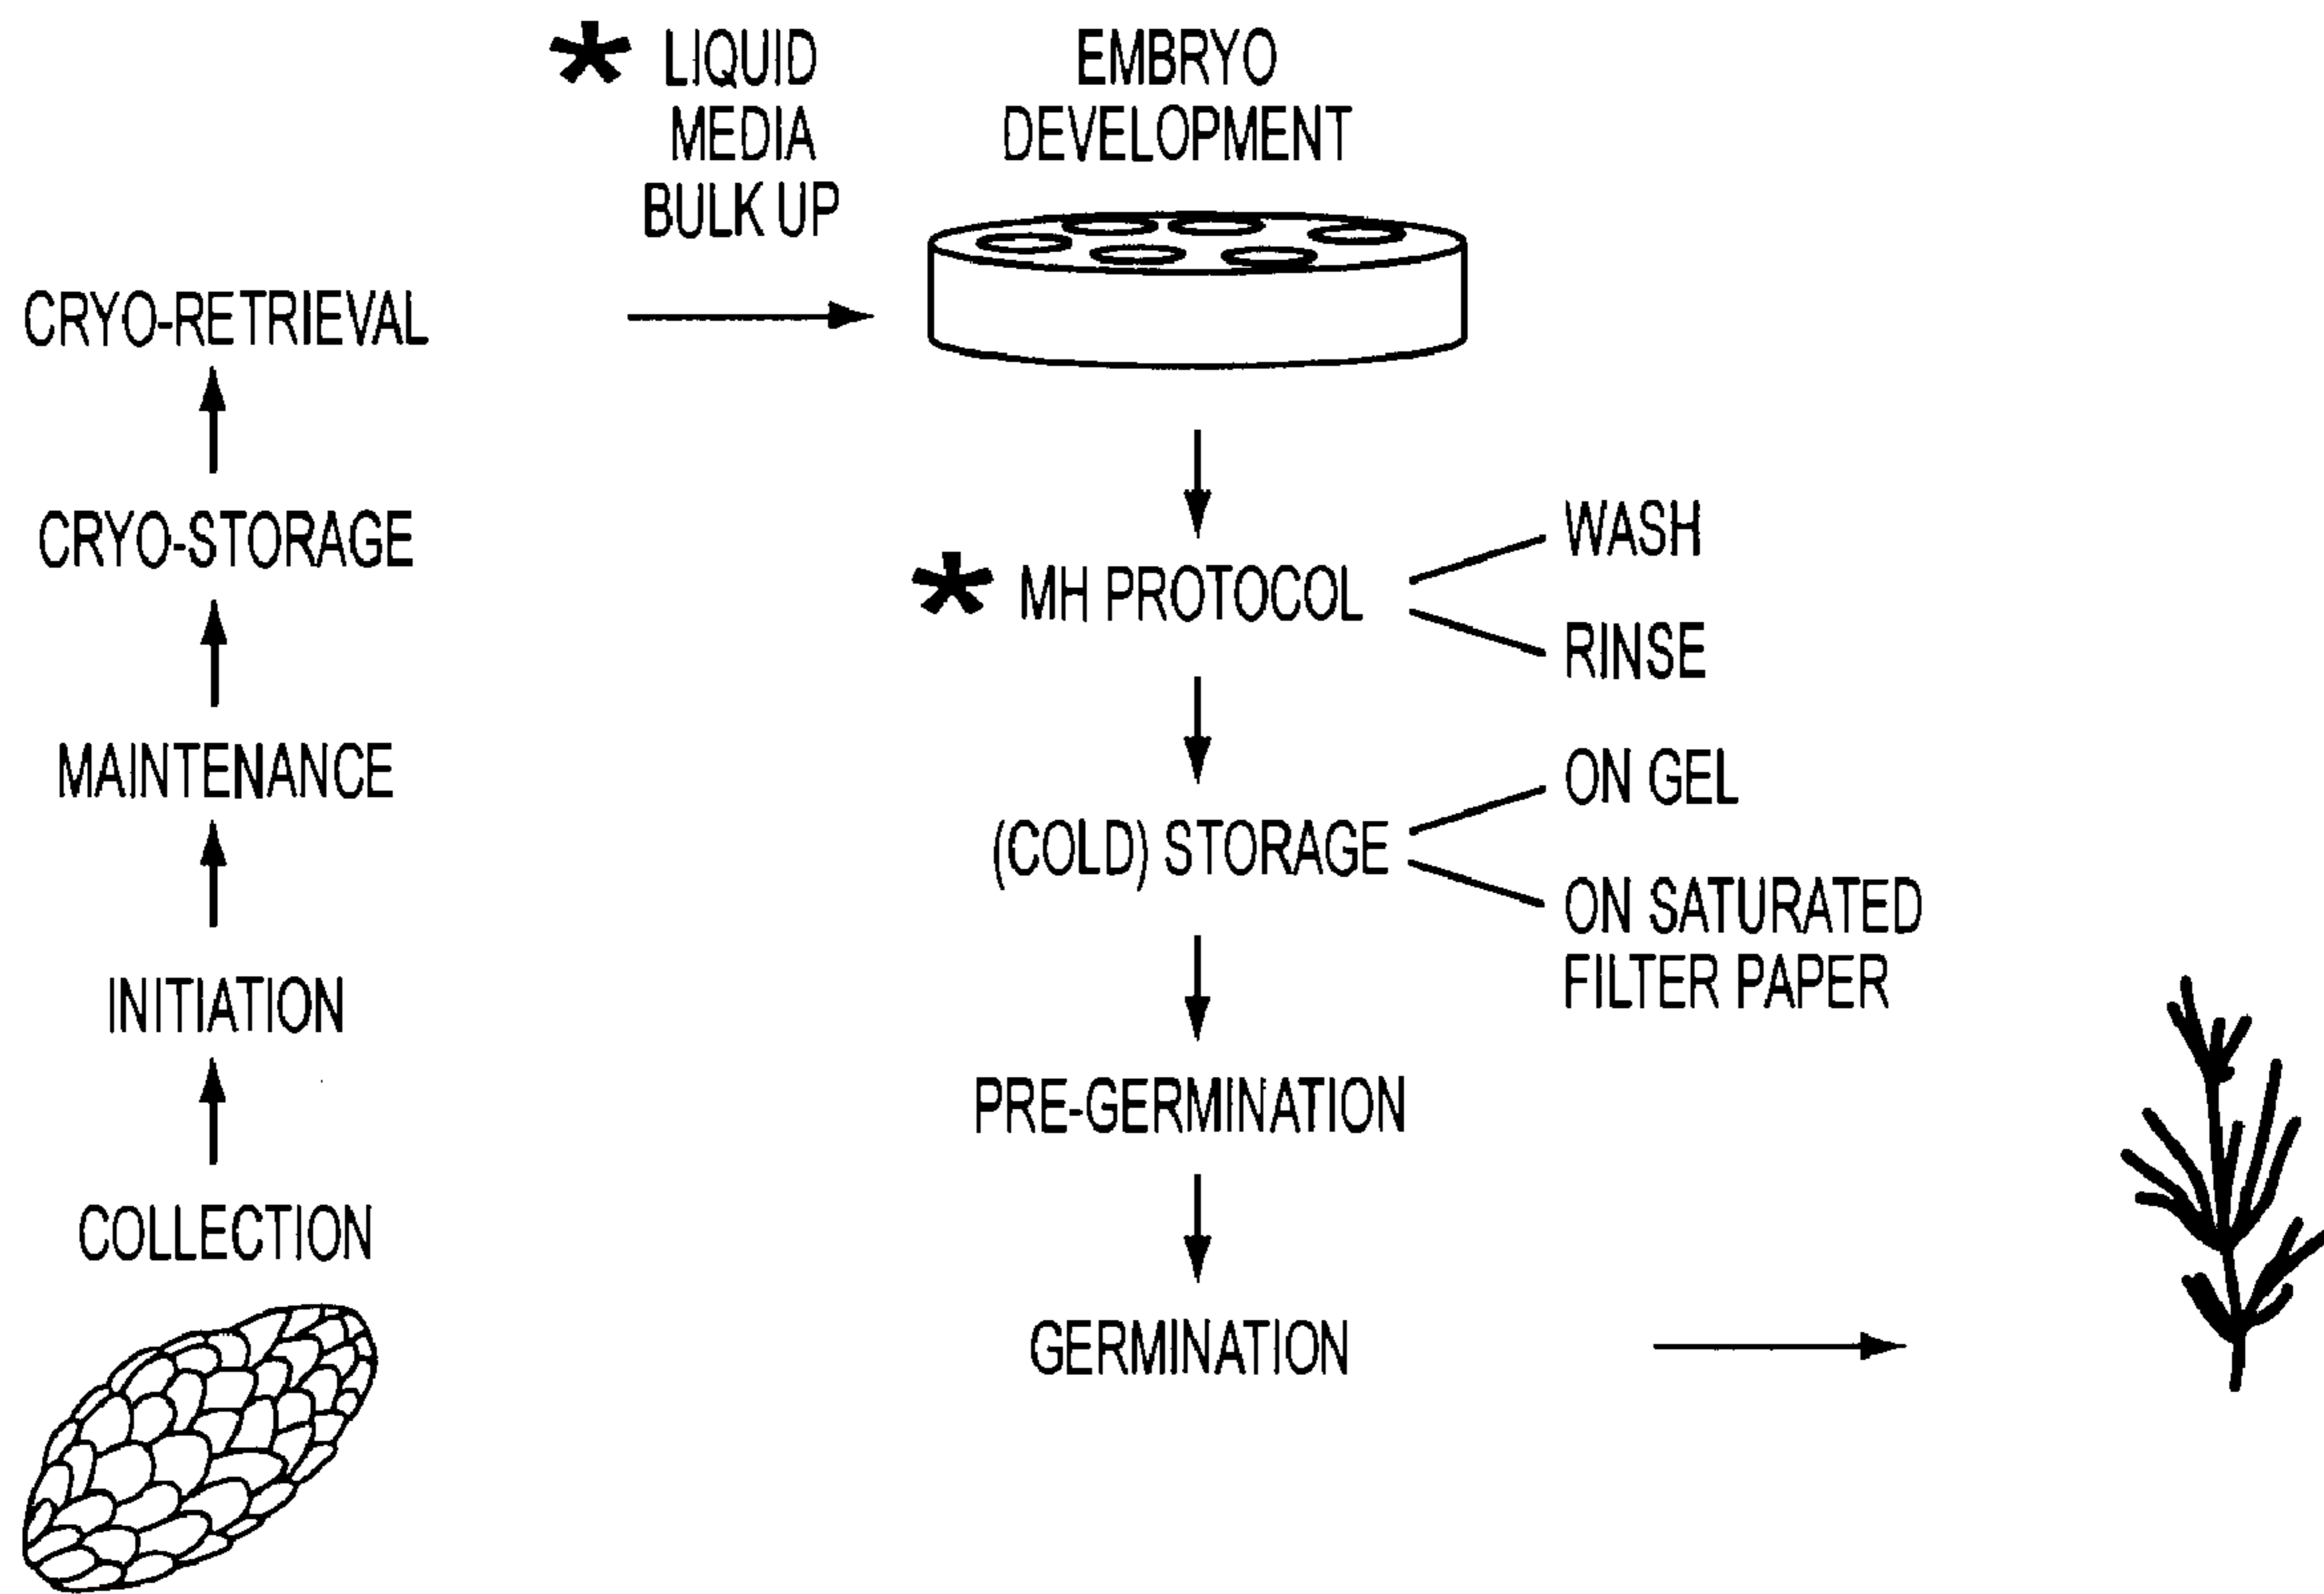 * LIQUID
MEDIA
BULK UP
EMBRYO
DEVELOPMENT
CRYO-RETRIEVAL
CRYO-STORAGE
MAINTENANCE
INITIATION
COLLECTION
* MH PROTOCOL
WASH
RINSE
(COLD) STORAGE
ON GEL
ON SATURATED
FILTER PAPER
PRE-GERMINATION
GERMINATION